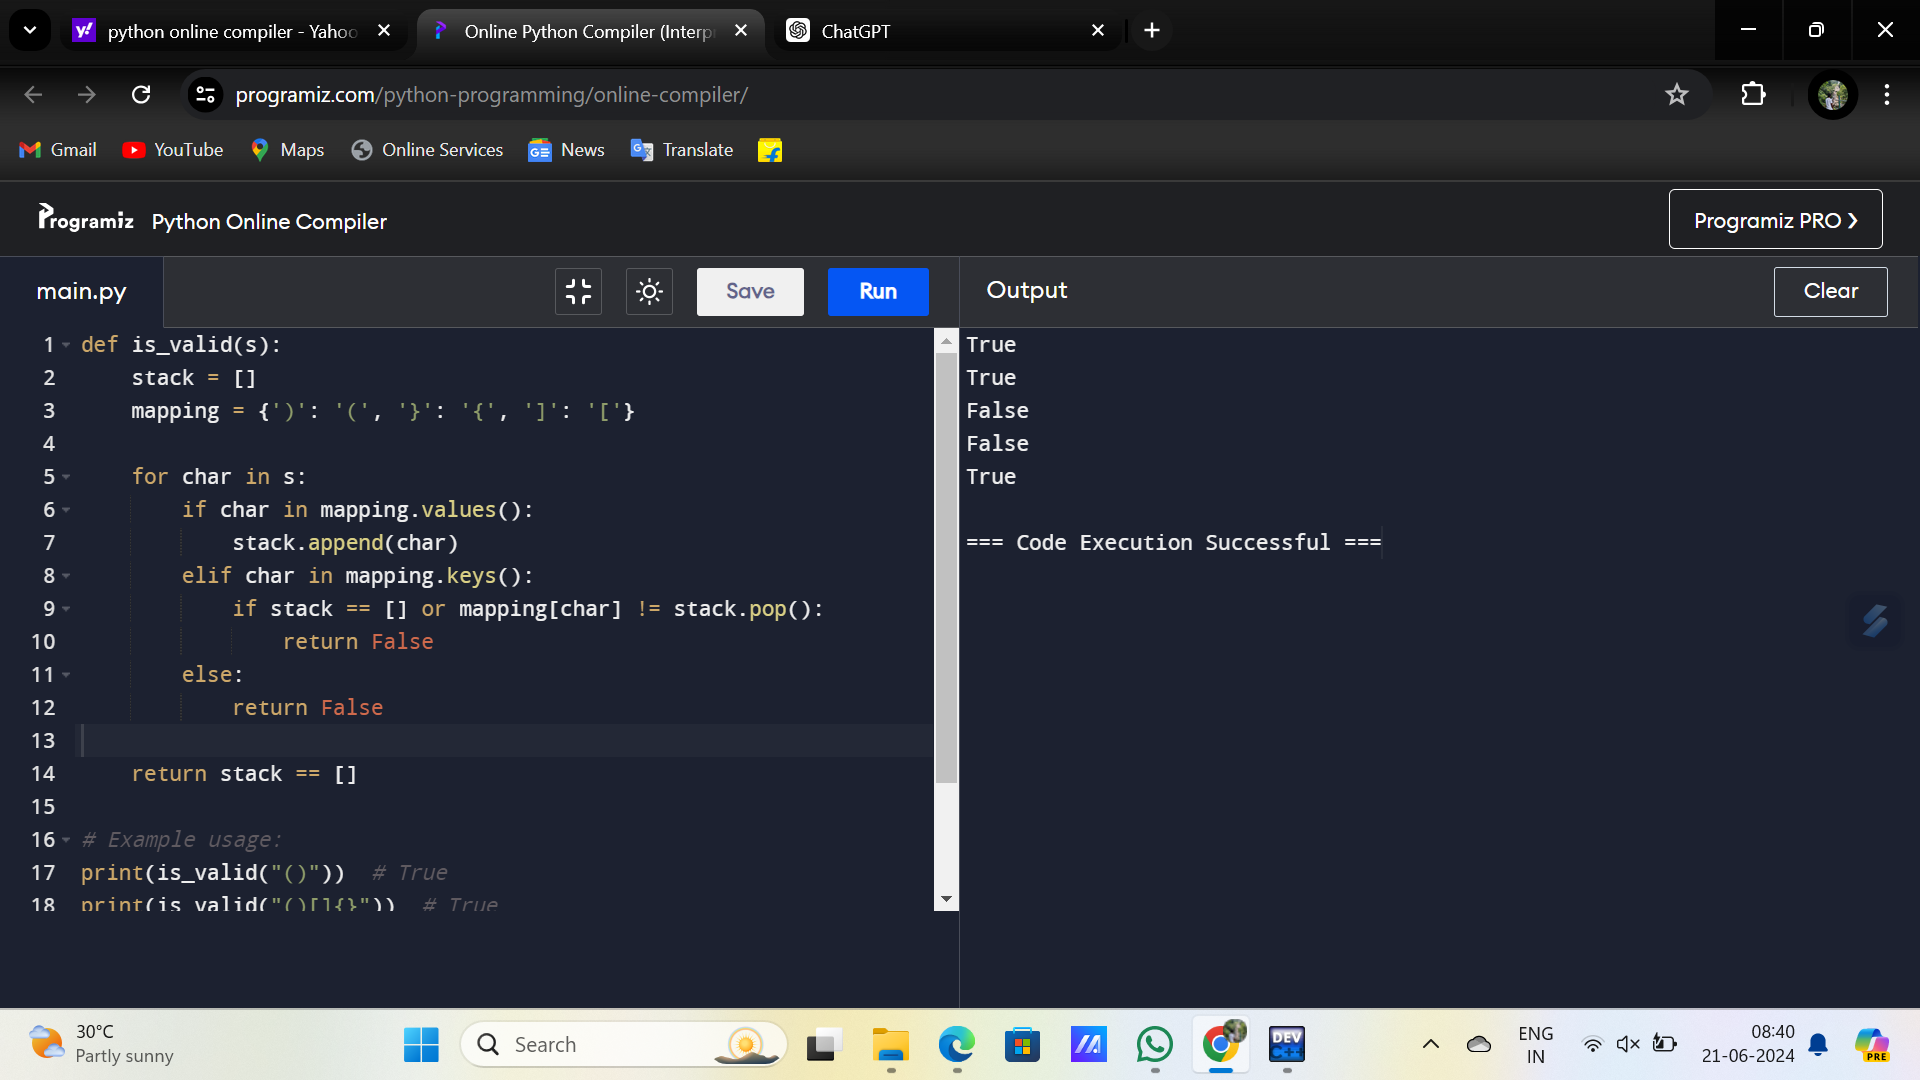 python online compiler - Yahoo
Online Python Compiler (Interp
ChatGPT
programiz.com/python-programming/online-compiler/
Gmail
YouTube
Maps
Online Services
News
Translate
Programiz
Python Online Compiler
Programiz PRO ❯
main.py
Save
Run
Output
Clear
1 def is_valid(s):
2     stack = []
3     mapping = {')': '(', '}': '{', ']': '['}
4
5     for char in s:
6         if char in mapping.values():
7             stack.append(char)
8         elif char in mapping.keys():
9             if stack == [] or mapping[char] != stack.pop():
10                 return False
11         else:
12             return False
13
14     return stack == []
15
16 # Example usage:
17 print(is_valid("()"))  # True
18 print(is_valid("()[]{}"))  # True
True
True
False
False
True
=== Code Execution Successful ===
30°C
Partly sunny
Search
DEV
C++
ENG
IN
08:40
21-06-2024
PRE